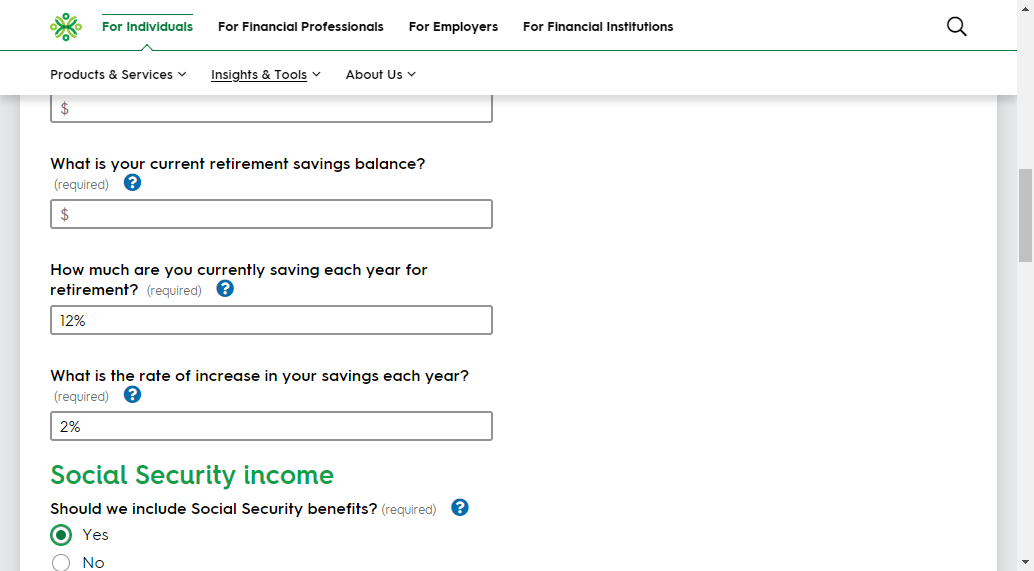 For Individuals For Financial Professionals For Employers For Financial Institutions
Products & Services Insights & Tools About Us
$
What is your current retirement savings balance?
(required) ?
$
How much are you currently saving each year for
retirement? (required) ?
12%
What is the rate of increase in your savings each year?
(required) ?
2%
Social Security income
Should we include Social Security benefits? (required) ?
Yes
No